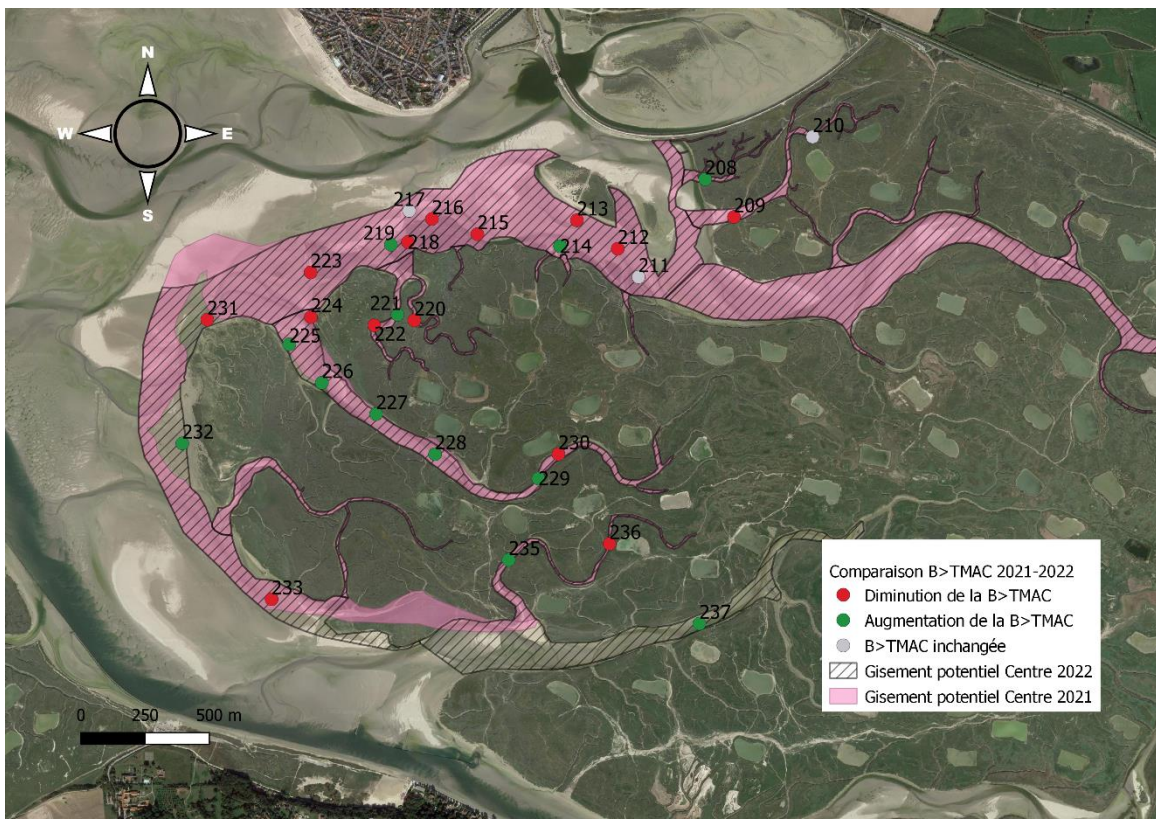 N
W
E
S
210
208
209
217
216
215
213
219
218
214
212
211
223
221
220
224
222
231
225
226
227
232
228
230
229
236
235
233
237
Comparaison B>TMAC 2021-2022
Diminution de la B>TMAC
Augmentation de la B>TMAC
B>TMAC inchangée
Gisement potentiel Centre 2022
Gisement potentiel Centre 2021
0 250 500 m